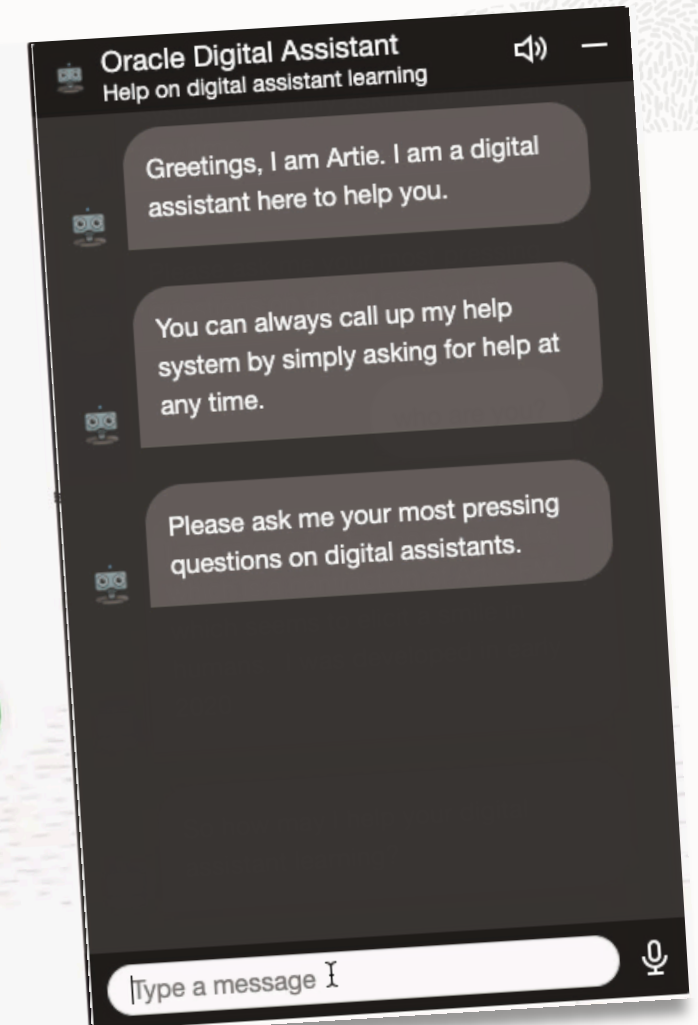 Oracle Digital Assistant
Help on digital assistant learning
Greetings, I am Artie. I am a digital
assistant here to help you.
You can always call up my help
system by simply asking for help at
any time.
Please ask me your most pressing
questions on digital assistants.
Type a message